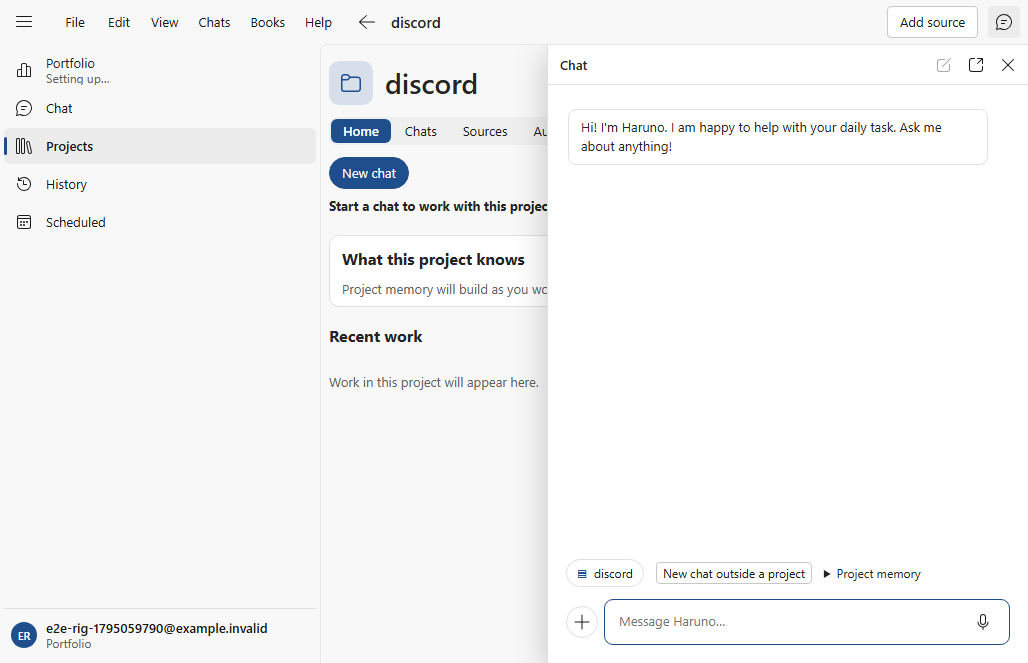 File Edit View Chats Books Help discord Add source
Portfolio
Setting up...
Chat
Projects
History
Scheduled
ER
e2e-rig-1795059790@example.invalid
Portfolio
discord
Home Chats Sources Au
New chat
Start a chat to work with this projec
What this project knows
Project memory will build as you wo
Recent work
Work in this project will appear here.
Chat
Hi! I'm Haruno. I am happy to help with your daily task. Ask me
about anything!
discord New chat outside a project Project memory
Message Haruno...